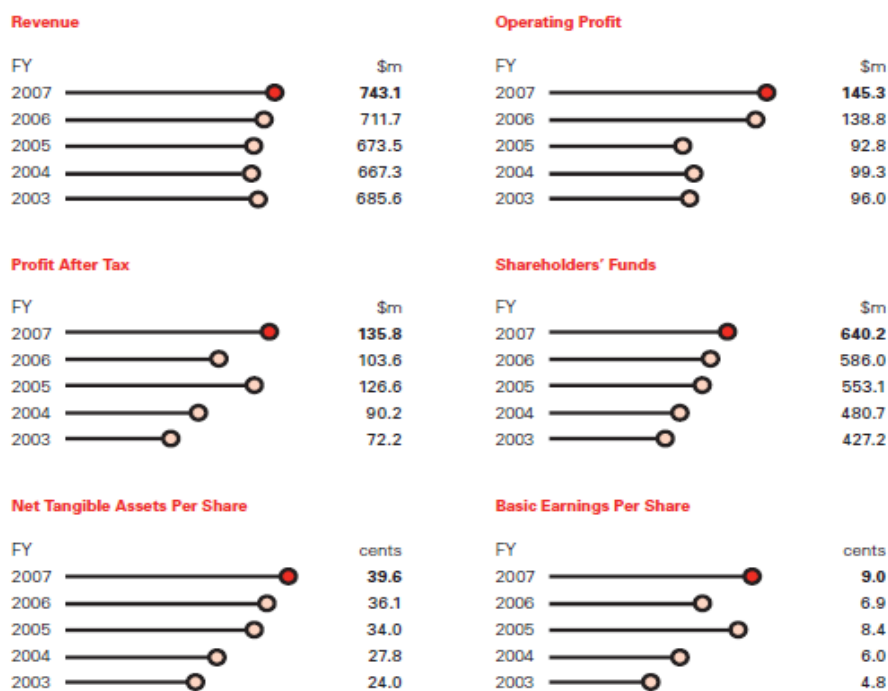 Revenue
FY $m
2007 743.1
2006 711.7
2005 673.5
2004 667.3
2003 685.6
Operating Profit
FY $m
2007 145.3
2006 138.8
2005 92.8
2004 99.3
2003 96.0
Profit After Tax
FY $m
2007 135.8
2006 103.6
2005 126.6
2004 90.2
2003 72.2
Shareholders' Funds
FY $m
2007 640.2
2006 586.0
2005 553.1
2004 480.7
2003 427.2
Net Tangible Assets Per Share
FY cents
2007 39.6
2006 36.1
2005 34.0
2004 27.8
2003 24.0
Basic Earnings Per Share
FY cents
2007 9.0
2006 6.9
2005 8.4
2004 6.0
2003 4.8